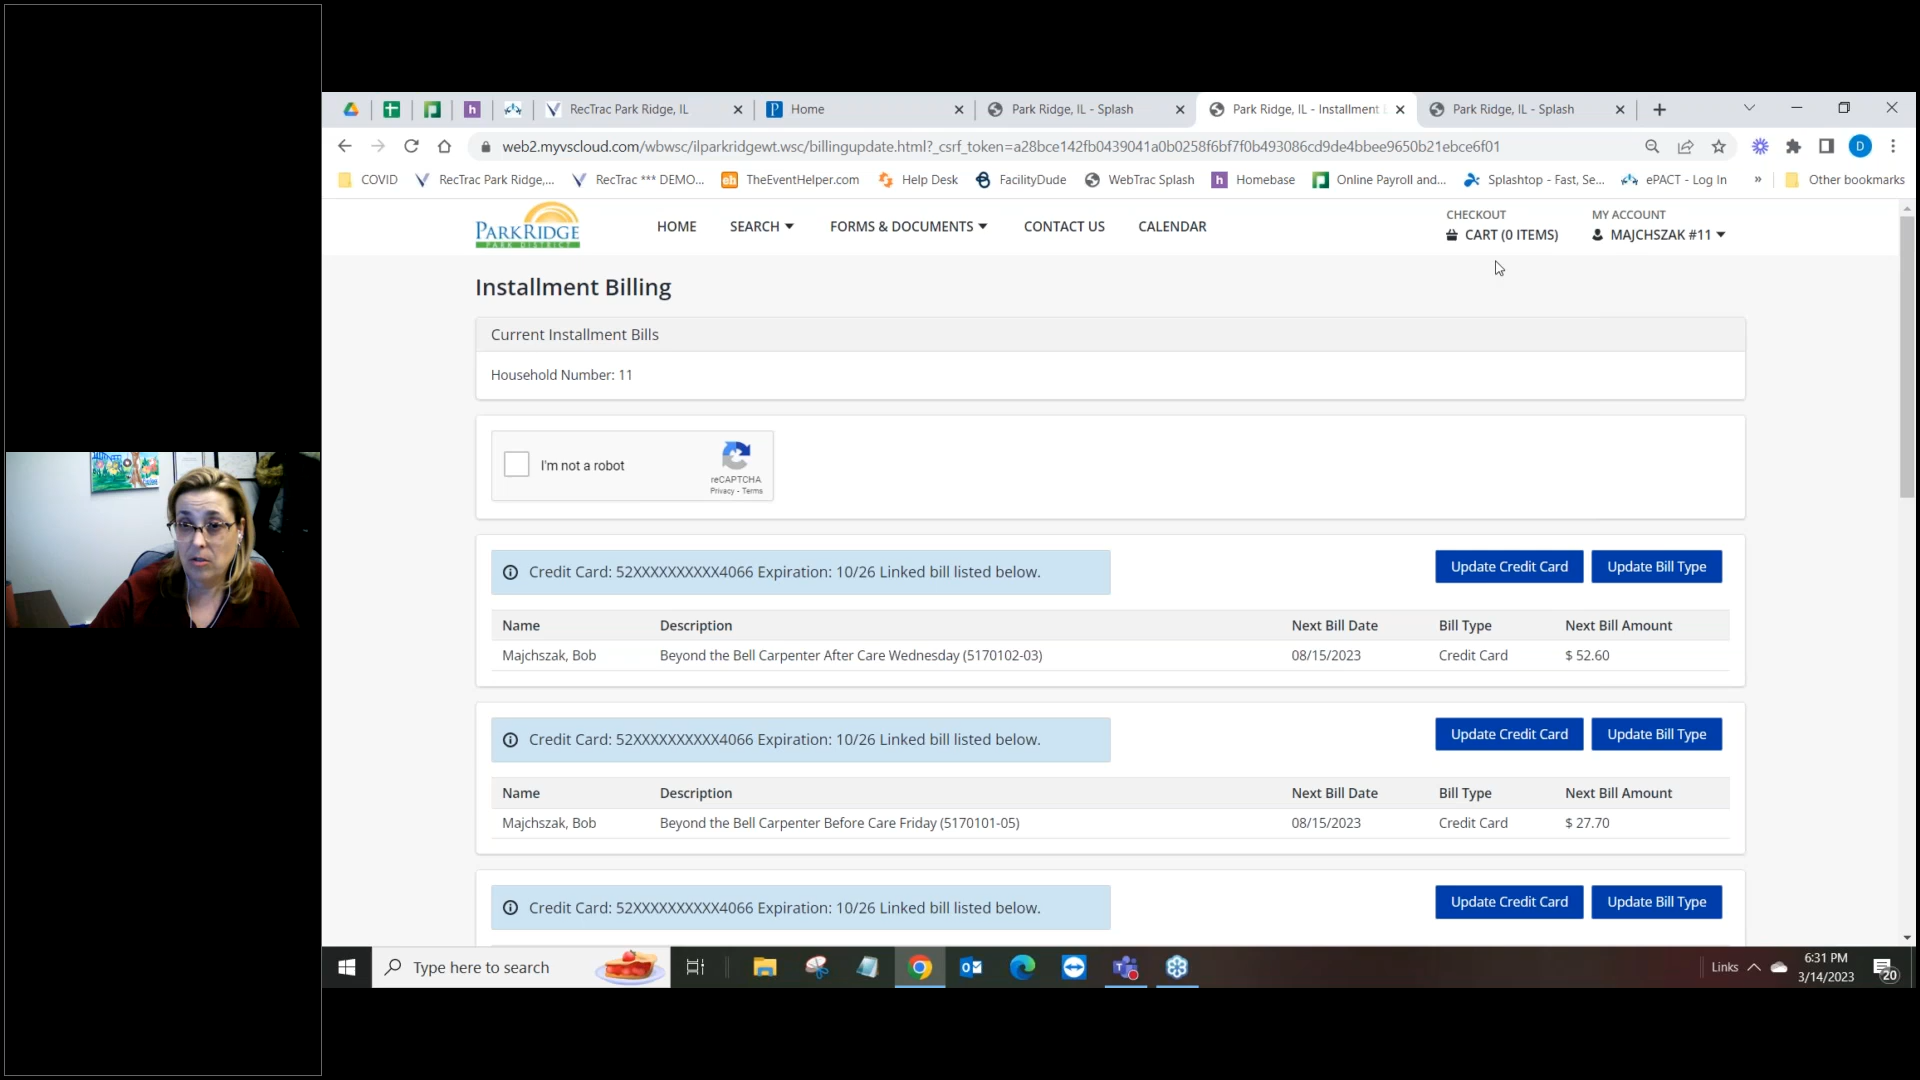 RecTrac Park Ridge, IL
Home
Park Ridge, IL - Splash
Park Ridge, IL - Installment
Park Ridge, IL - Splash
web2.myvscloud.com/wbwsc/ilparkridgewt.wsc/billingupdate.html?_csrf_token=a28bce142fb0439041a0b0258f6bf7f0b493086cd9de4bbee9650b21ebce6f01
D
COVID RecTrac Park Ridge,... RecTrac *** DEMO... TheEventHelper.com Help Desk FacilityDude WebTrac Splash Homebase Online Payroll and... Splashtop - Fast, Se... ePACT - Log In » Other bookmarks
PARKRIDGE
PARK DISTRICT
HOME SEARCH FORMS & DOCUMENTS CONTACT US CALENDAR
CHECKOUT
CART (0 ITEMS)
MY ACCOUNT
MAJCHSZAK #11
Installment Billing
Current Installment Bills
Household Number: 11
I'm not a robot
reCAPTCHA
Privacy - Terms
Credit Card: 52XXXXXXXXXX4066 Expiration: 10/26 Linked bill listed below.
Update Credit Card Update Bill Type
Name Description Next Bill Date Bill Type Next Bill Amount
Majchszak, Bob Beyond the Bell Carpenter After Care Wednesday (5170102-03) 08/15/2023 Credit Card $ 52.60
Credit Card: 52XXXXXXXXXX4066 Expiration: 10/26 Linked bill listed below.
Update Credit Card Update Bill Type
Name Description Next Bill Date Bill Type Next Bill Amount
Majchszak, Bob Beyond the Bell Carpenter Before Care Friday (5170101-05) 08/15/2023 Credit Card $ 27.70
Credit Card: 52XXXXXXXXXX4066 Expiration: 10/26 Linked bill listed below.
Update Credit Card Update Bill Type
Type here to search
Links
6:31 PM
3/14/2023
20